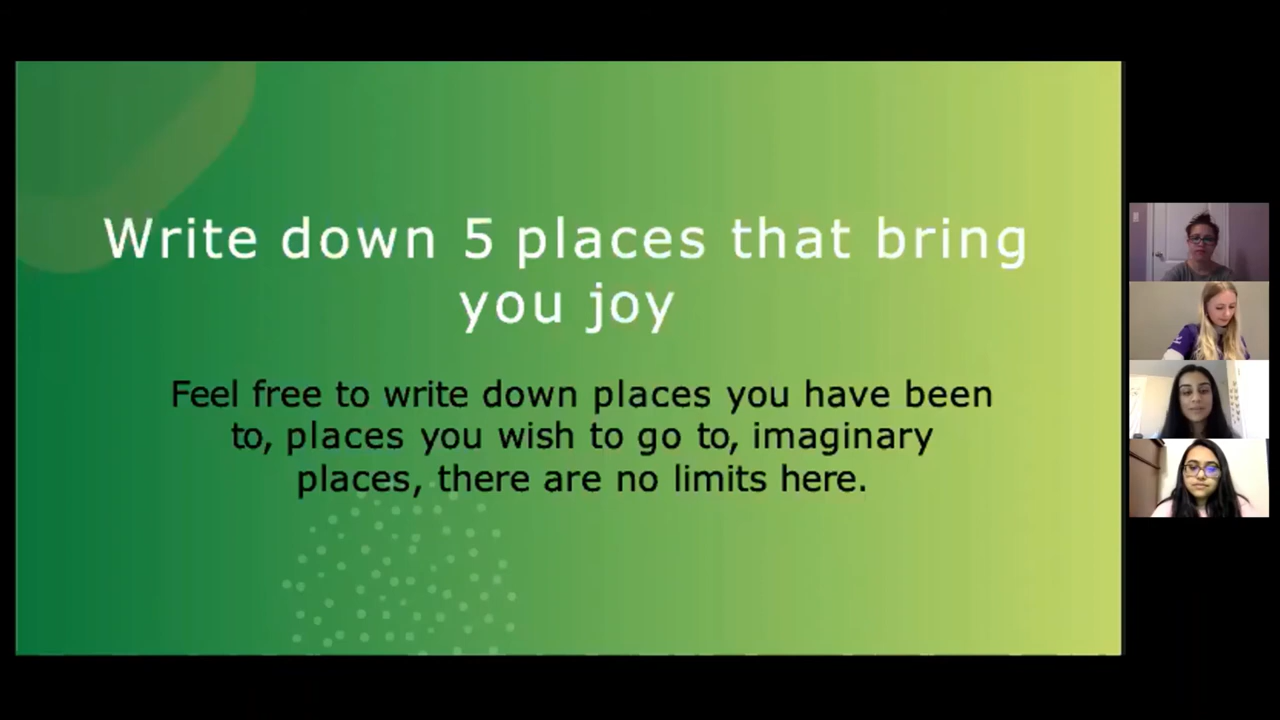 Write down 5 places that bring
you joy
Feel free to write down places you have been
to, places you wish to go to, imaginary
places, there are no limits here.